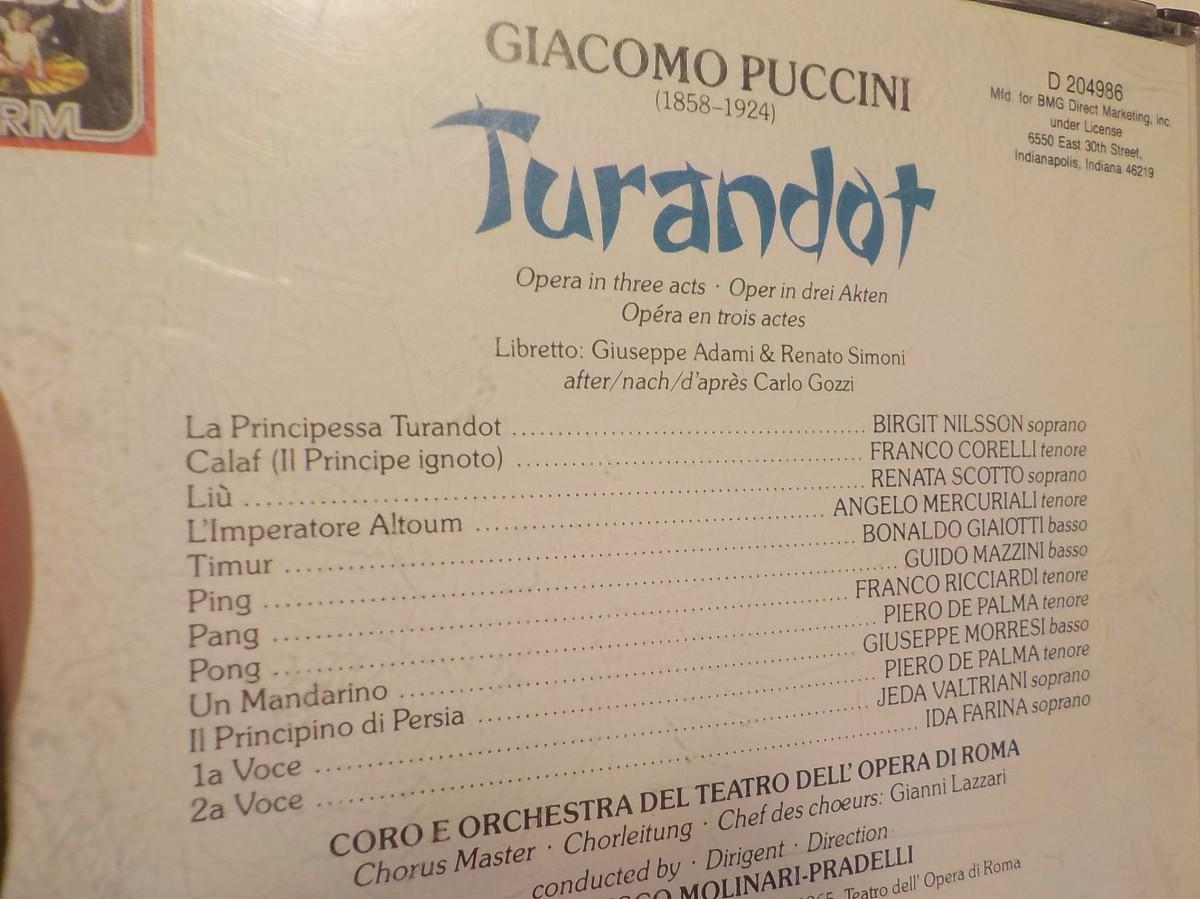 RM
GIACOMO PUCCINI
(1858–1924)
D 204986
Mfd. for BMG Direct Marketing, Inc.
under License
6550 East 30th Street,
Indianapolis, Indiana 46219
Turandot
Opera in three acts · Oper in drei Akten
Opéra en trois actes
Libretto: Giuseppe Adami & Renato Simoni
after/nach/d'après Carlo Gozzi
La Principessa Turandot ........ BIRGIT NILSSON soprano
Calaf (Il Principe ignoto) ........ FRANCO CORELLI tenore
Liù ........ RENATA SCOTTO soprano
L'Imperatore Altoum ........ ANGELO MERCURIALI tenore
Timur ........ BONALDO GIAIOTTI basso
Ping ........ GUIDO MAZZINI basso
Pang ........ FRANCO RICCIARDI tenore
Pong ........ PIERO DE PALMA tenore
Un Mandarino ........ GIUSEPPE MORRESI basso
Il Principino di Persia ........ PIERO DE PALMA tenore
1a Voce ........ JEDA VALTRIANI soprano
2a Voce ........ IDA FARINA soprano
CORO E ORCHESTRA DEL TEATRO DELL' OPERA DI ROMA
Chorus Master · Chorleitung · Chef des choeurs: Gianni Lazzari
conducted by · Dirigent · Direction
MOLINARI-PRADELLI
Teatro dell' Opera di Roma